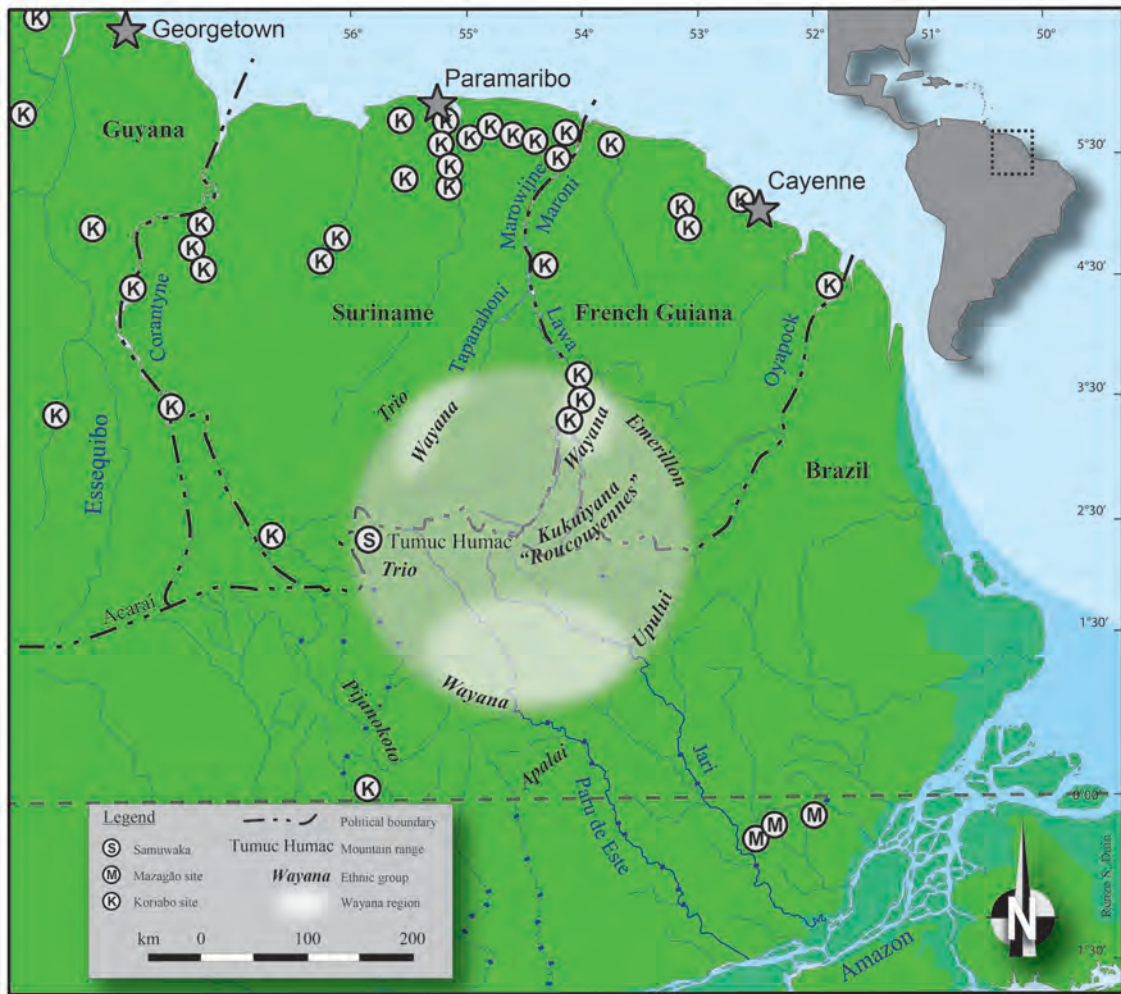 56° 55° 54° 53° 52° 51° 50°
Georgetown
Paramaribo
Cayenne
Guyana
Suriname
French Guiana
Brazil
5°30'
4°30'
3°30'
2°30'
1°30'
0°00'
1°30'
Marowijne
Maroni
Corantyne
Tapanahoni
Lawa
Oyapock
Essequibo
Trio
Wayana
Wayana
Emerillon
Kukuiyana
"Roucouyennes"
Tumuc Humac
Trio
Acarai
Upului
Wayana
Pijanokoto
Apalai
Jari
Paru de Este
Amazon
K K K K K K K K K K K K K K K K K K K K K K K K K K K K K K K K K K
S
M M M
Legend
Political boundary
S Samuwaka
Tumuc Humac Mountain range
M Mazagão site
Wayana Ethnic group
K Koriabo site
Wayana region
km 0 100 200
N
Renzo S. Duin